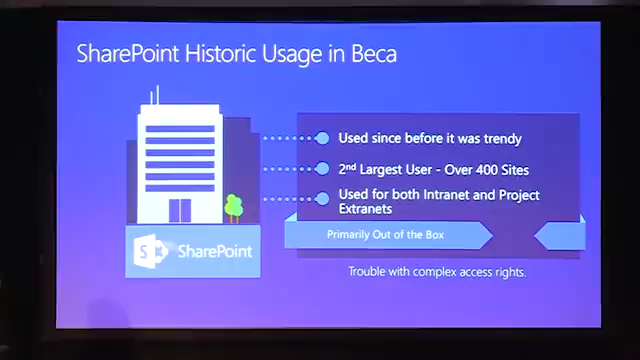 SharePoint Historic Usage in Beca
Used since before it was trendy
2nd Largest User - Over 400 Sites
Used for both Intranet and Project
Extranets
Primarily Out of the Box
S SharePoint
Trouble with complex access rights.